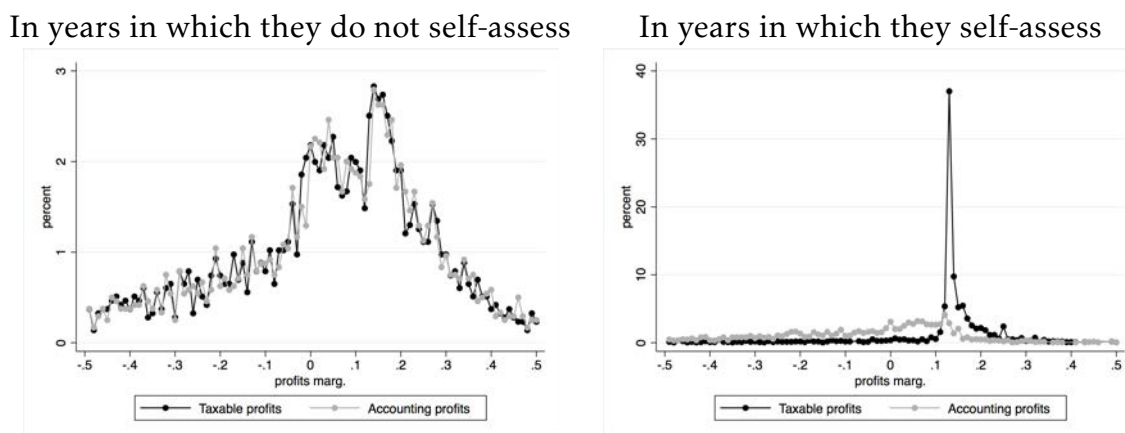 In years in which they do not self-assess
In years in which they self-assess
3
2
1
0
percent
-.5 -.4 -.3 -.2 -.1 0 .1 .2 .3 .4 .5
profits marg.
Taxable profits Accounting profits
40
30
20
10
0
percent
-.5 -.4 -.3 -.2 -.1 0 .1 .2 .3 .4 .5
profits marg.
Taxable profits Accounting profits